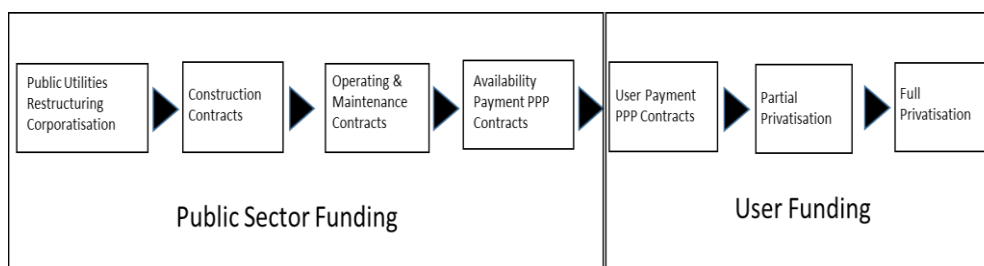 Public Utilities
Restructuring
Corporatisation
Construction
Contracts
Operating &
Maintenance
Contracts
Availability
Payment PPP
Contracts
User Payment
PPP Contracts
Partial
Privatisation
Full
Privatisation
Public Sector Funding
User Funding